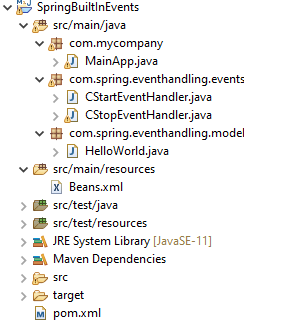 SpringBuiltInEvents
src/main/java
com.mycompany
MainApp.java
com.spring.eventhandling.events
CStartEventHandler.java
CStopEventHandler.java
com.spring.eventhandling.model
HelloWorld.java
src/main/resources
Beans.xml
src/test/java
src/test/resources
JRE System Library [JavaSE-11]
Maven Dependencies
src
target
pom.xml